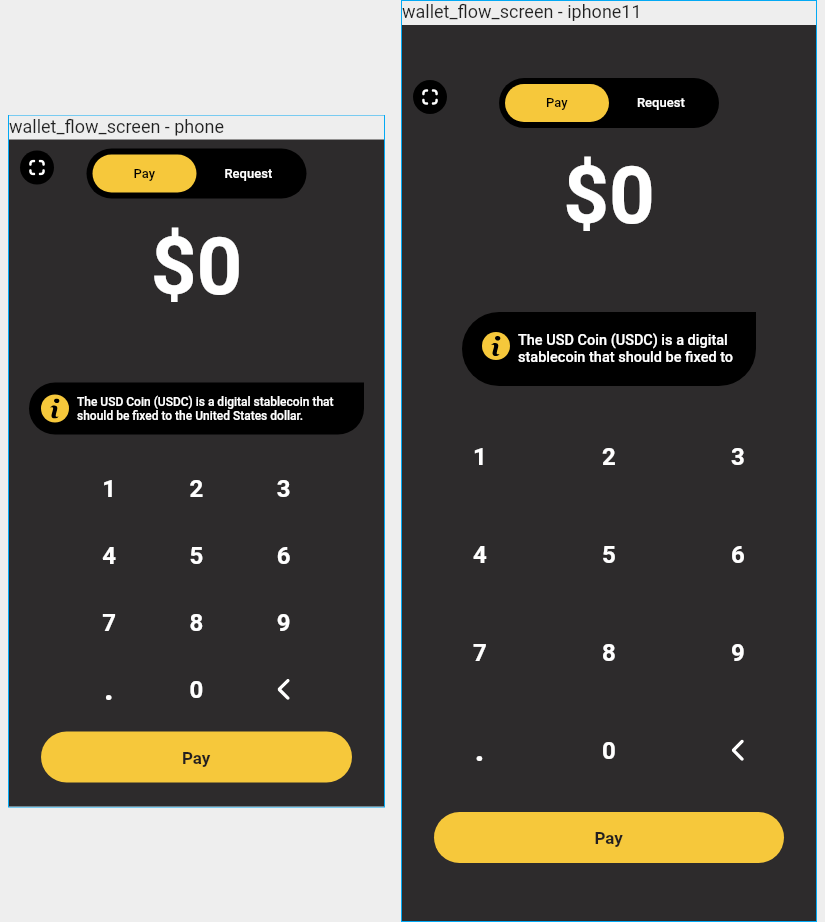 wallet_flow_screen - phone
Pay
Request
$0
i
The USD Coin (USDC) is a digital stablecoin that
should be fixed to the United States dollar.
1 2 3
4 5 6
7 8 9
. 0
Pay
wallet_flow_screen - iphone11
Pay
Request
$0
i
The USD Coin (USDC) is a digital
stablecoin that should be fixed to
1 2 3
4 5 6
7 8 9
. 0
Pay